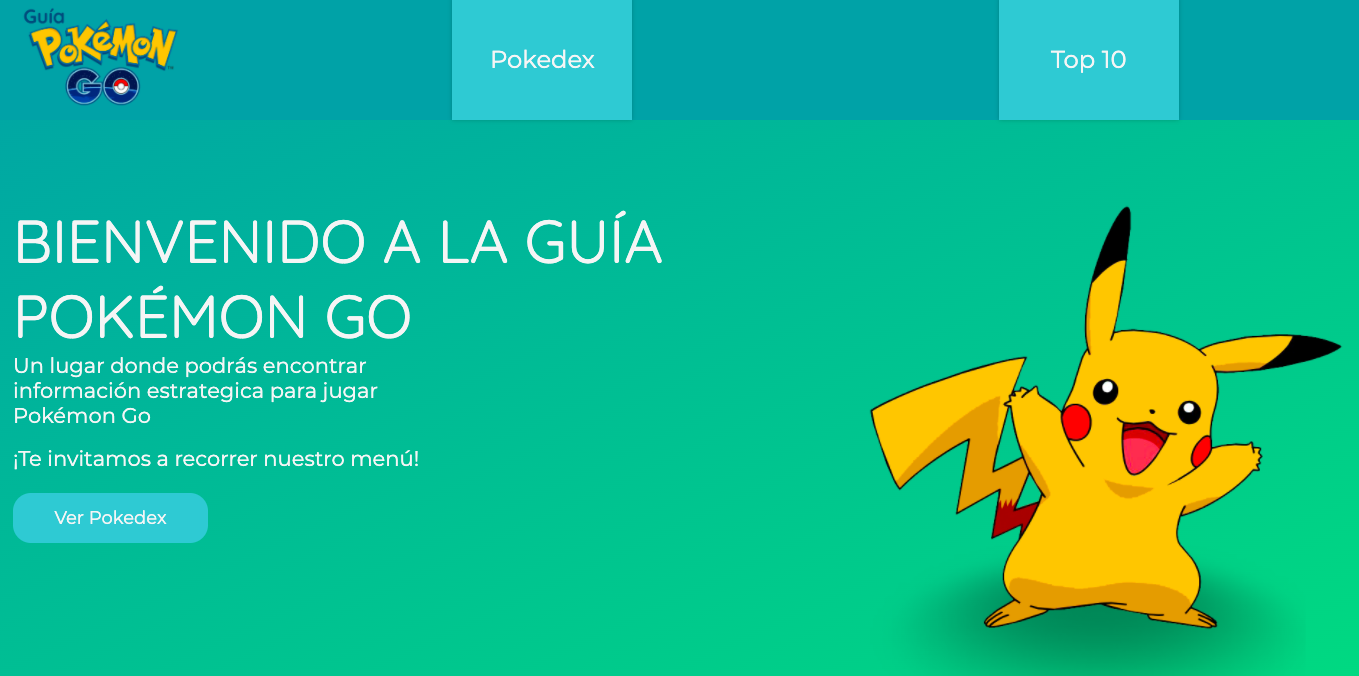 Guía
POKéMON
GO
Pokedex
Top 10
BIENVENIDO A LA GUÍA
POKÉMON GO
Un lugar donde podrás encontrar
información estrategica para jugar
Pokémon Go
¡Te invitamos a recorrer nuestro menú!
Ver Pokedex